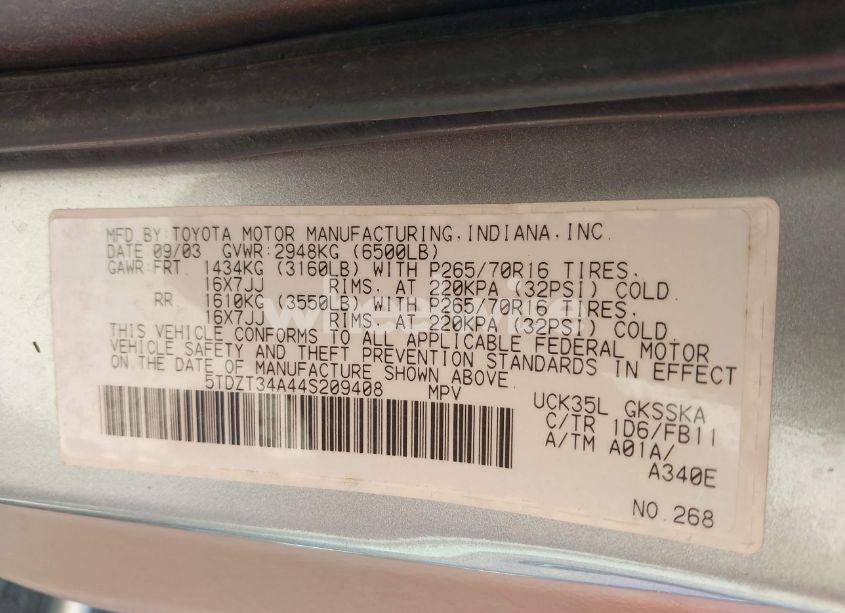 MFD BY:TOYOTA MOTOR MANUFACTURING,INDIANA,INC.
DATE 09/03 GVWR:2948KG (6500LB)
GAWR:FRT. 1434KG (3160LB) WITH P265/70R16 TIRES.
16X7JJ RIMS. AT 220KPA (32PSI) COLD.
RR. 1610KG (3550LB) WITH P265/70R16 TIRES.
16X7JJ RIMS. AT 220KPA (32PSI) COLD.
THIS VEHICLE CONFORMS TO ALL APPLICABLE FEDERAL MOTOR
VEHICLE SAFETY AND THEFT PREVENTION STANDARDS IN EFFECT
ON THE DATE OF MANUFACTURE SHOWN ABOVE.
5TDZT34A44S209408 MPV
UCK35L GKSSKA
C/TR 1D6/FB11
A/TM A01A/
A340E
NO.268